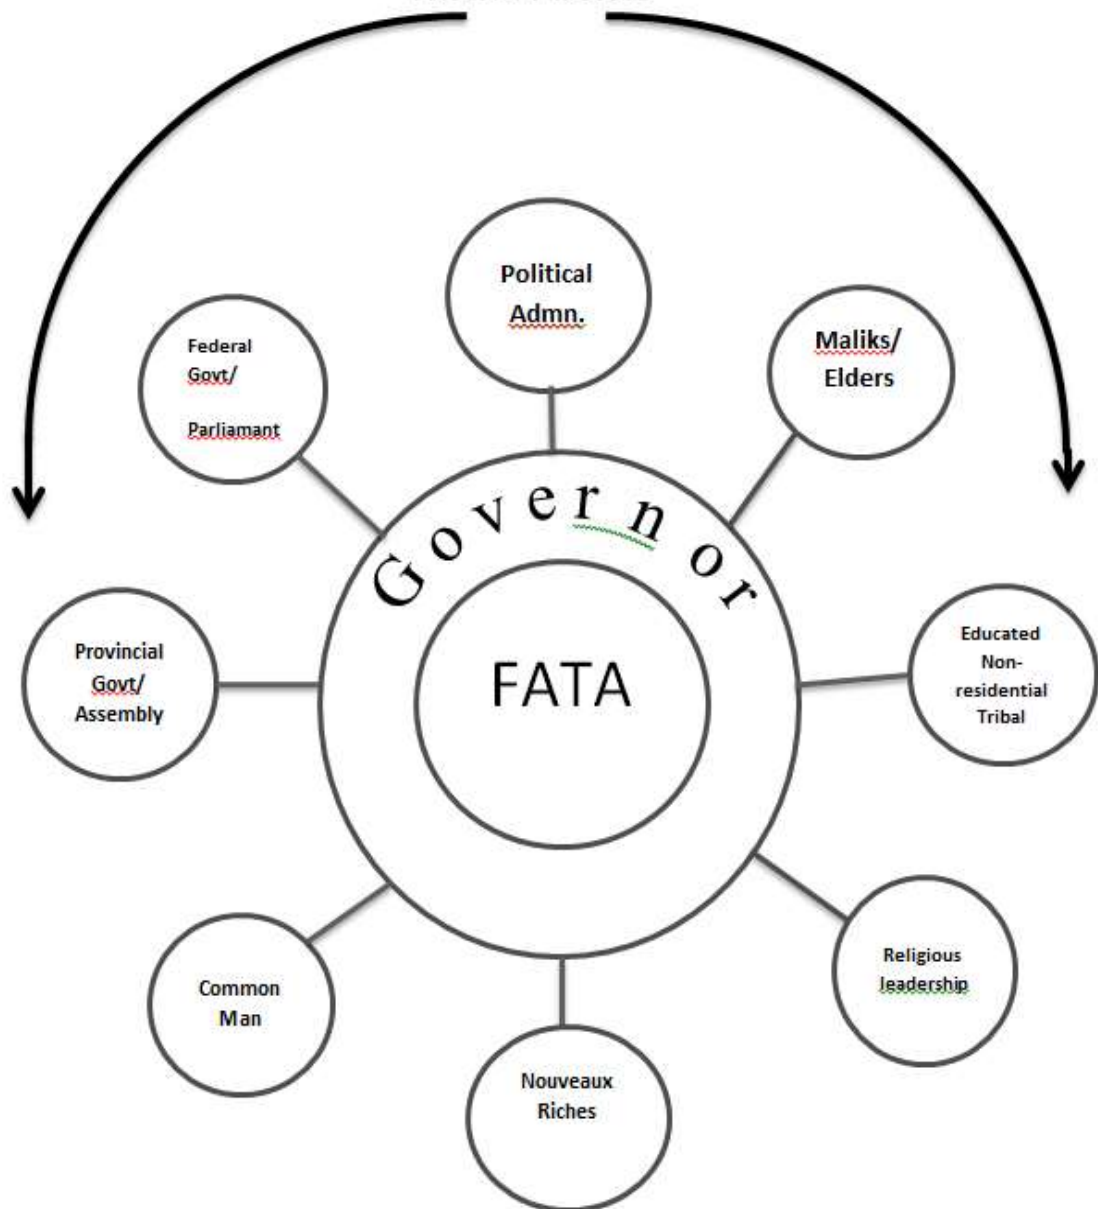 Political
Admn.
Maliks/
Elders
Federal
Govt/
Parliamant
Governor
FATA
Provincial
Govt/
Assembly
Educated
Non-
residential
Tribal
Religious
leadership
Common
Man
Nouveaux
Riches